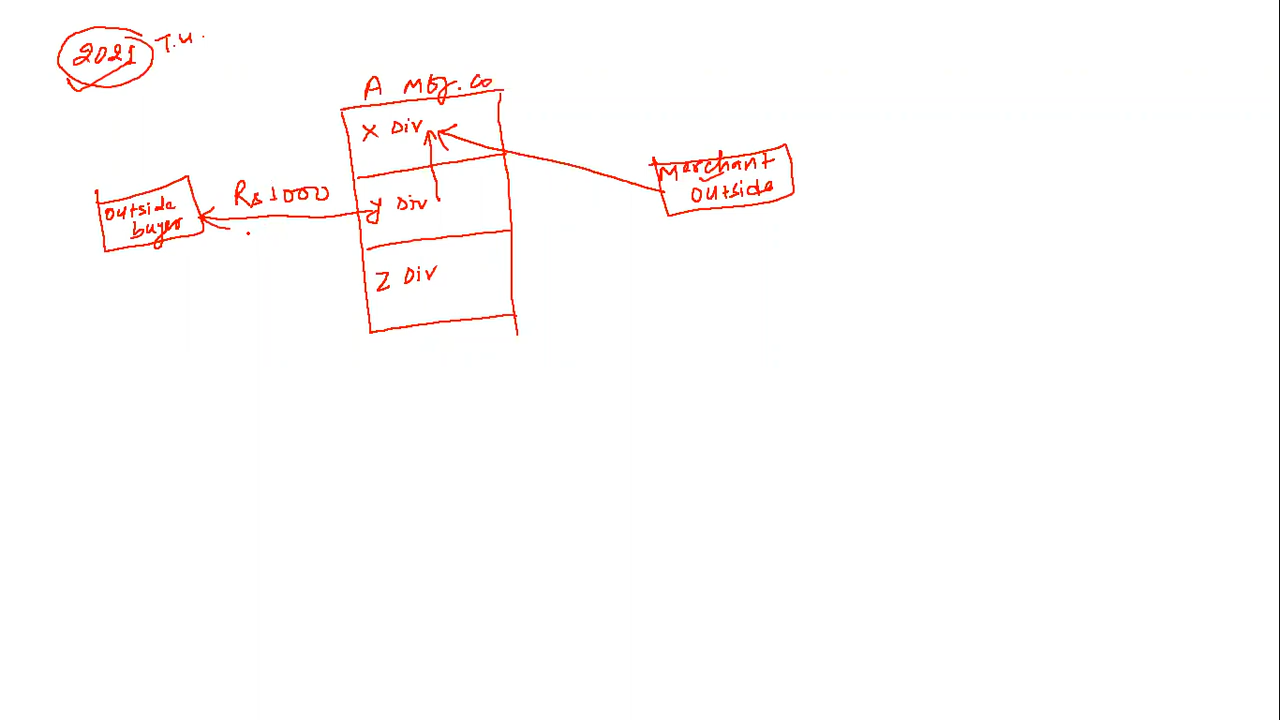 2021 T.U.
A Mfg. Co
X Div
Merchant
outside
Rs 1000
outside
buyer
y Div
Z Div